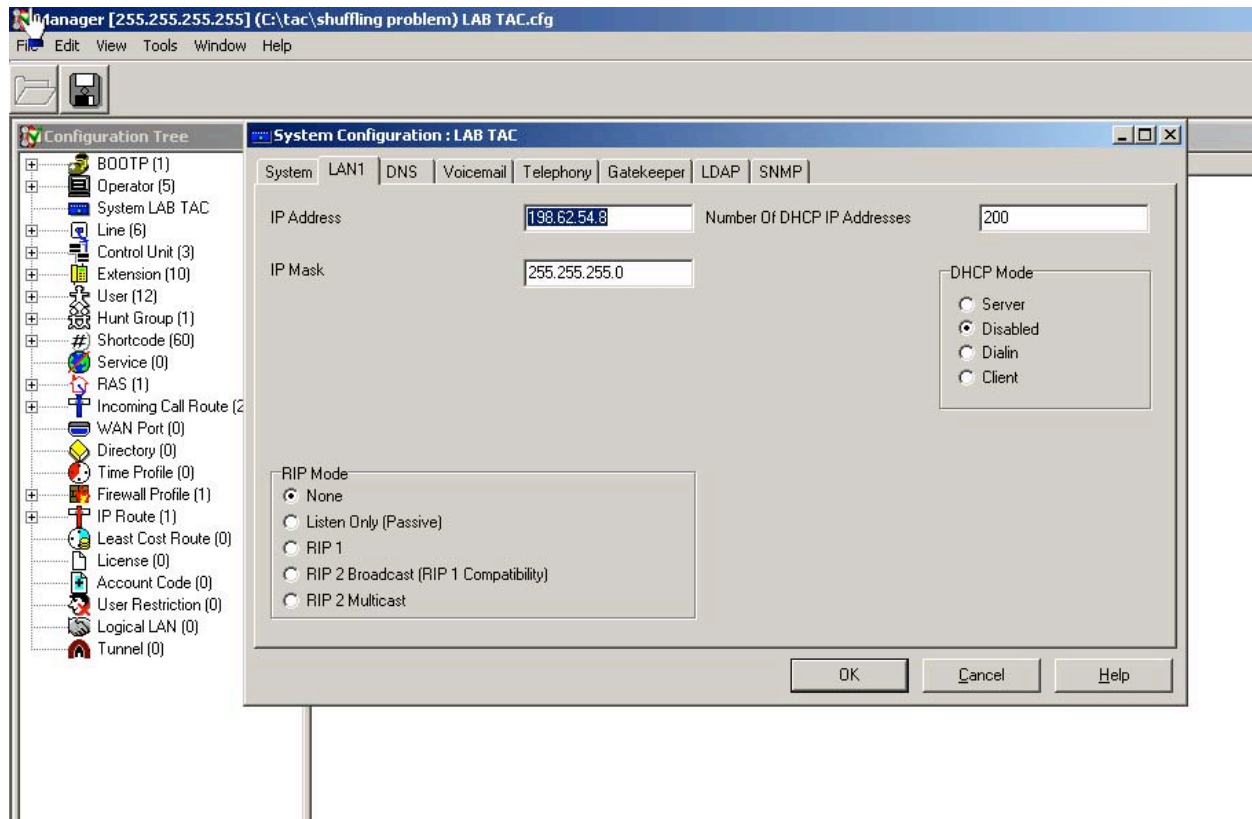 Manager [255.255.255.255] (C:\tac\shuffling problem) LAB TAC.cfg
File Edit View Tools Window Help
Configuration Tree
BOOTP (1)
Operator (5)
System LAB TAC
Line (6)
Control Unit (3)
Extension (10)
User (12)
Hunt Group (1)
Shortcode (60)
Service (0)
RAS (1)
Incoming Call Route (2
WAN Port (0)
Directory (0)
Time Profile (0)
Firewall Profile (1)
IP Route (1)
Least Cost Route (0)
License (0)
Account Code (0)
User Restriction (0)
Logical LAN (0)
Tunnel (0)
System Configuration : LAB TAC
System LAN1 DNS Voicemail Telephony Gatekeeper LDAP SNMP
IP Address 198.62.54.8 Number Of DHCP IP Addresses 200
IP Mask 255.255.255.0
DHCP Mode
Server
Disabled
Dialin
Client
RIP Mode
None
Listen Only (Passive)
RIP 1
RIP 2 Broadcast (RIP 1 Compatibility)
RIP 2 Multicast
OK Cancel Help